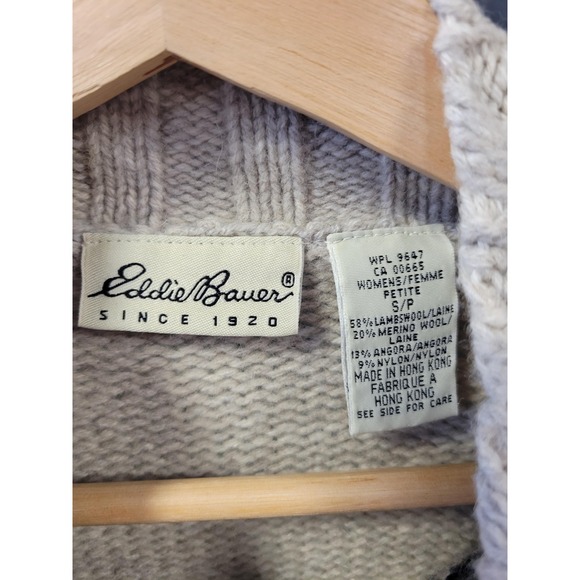 Eddie Bauer®
SINCE 1920
WPL 9647
CA 00665
WOMENS/FEMME
PETITE
S/P
58% LAMBSWOOL/LAINE
20% MERINO WOOL/
LAINE
13% ANGORA/ANGORA
9% NYLON/NYLON
MADE IN HONG KONG
FABRIQUE A
HONG KONG
SEE SIDE FOR CARE